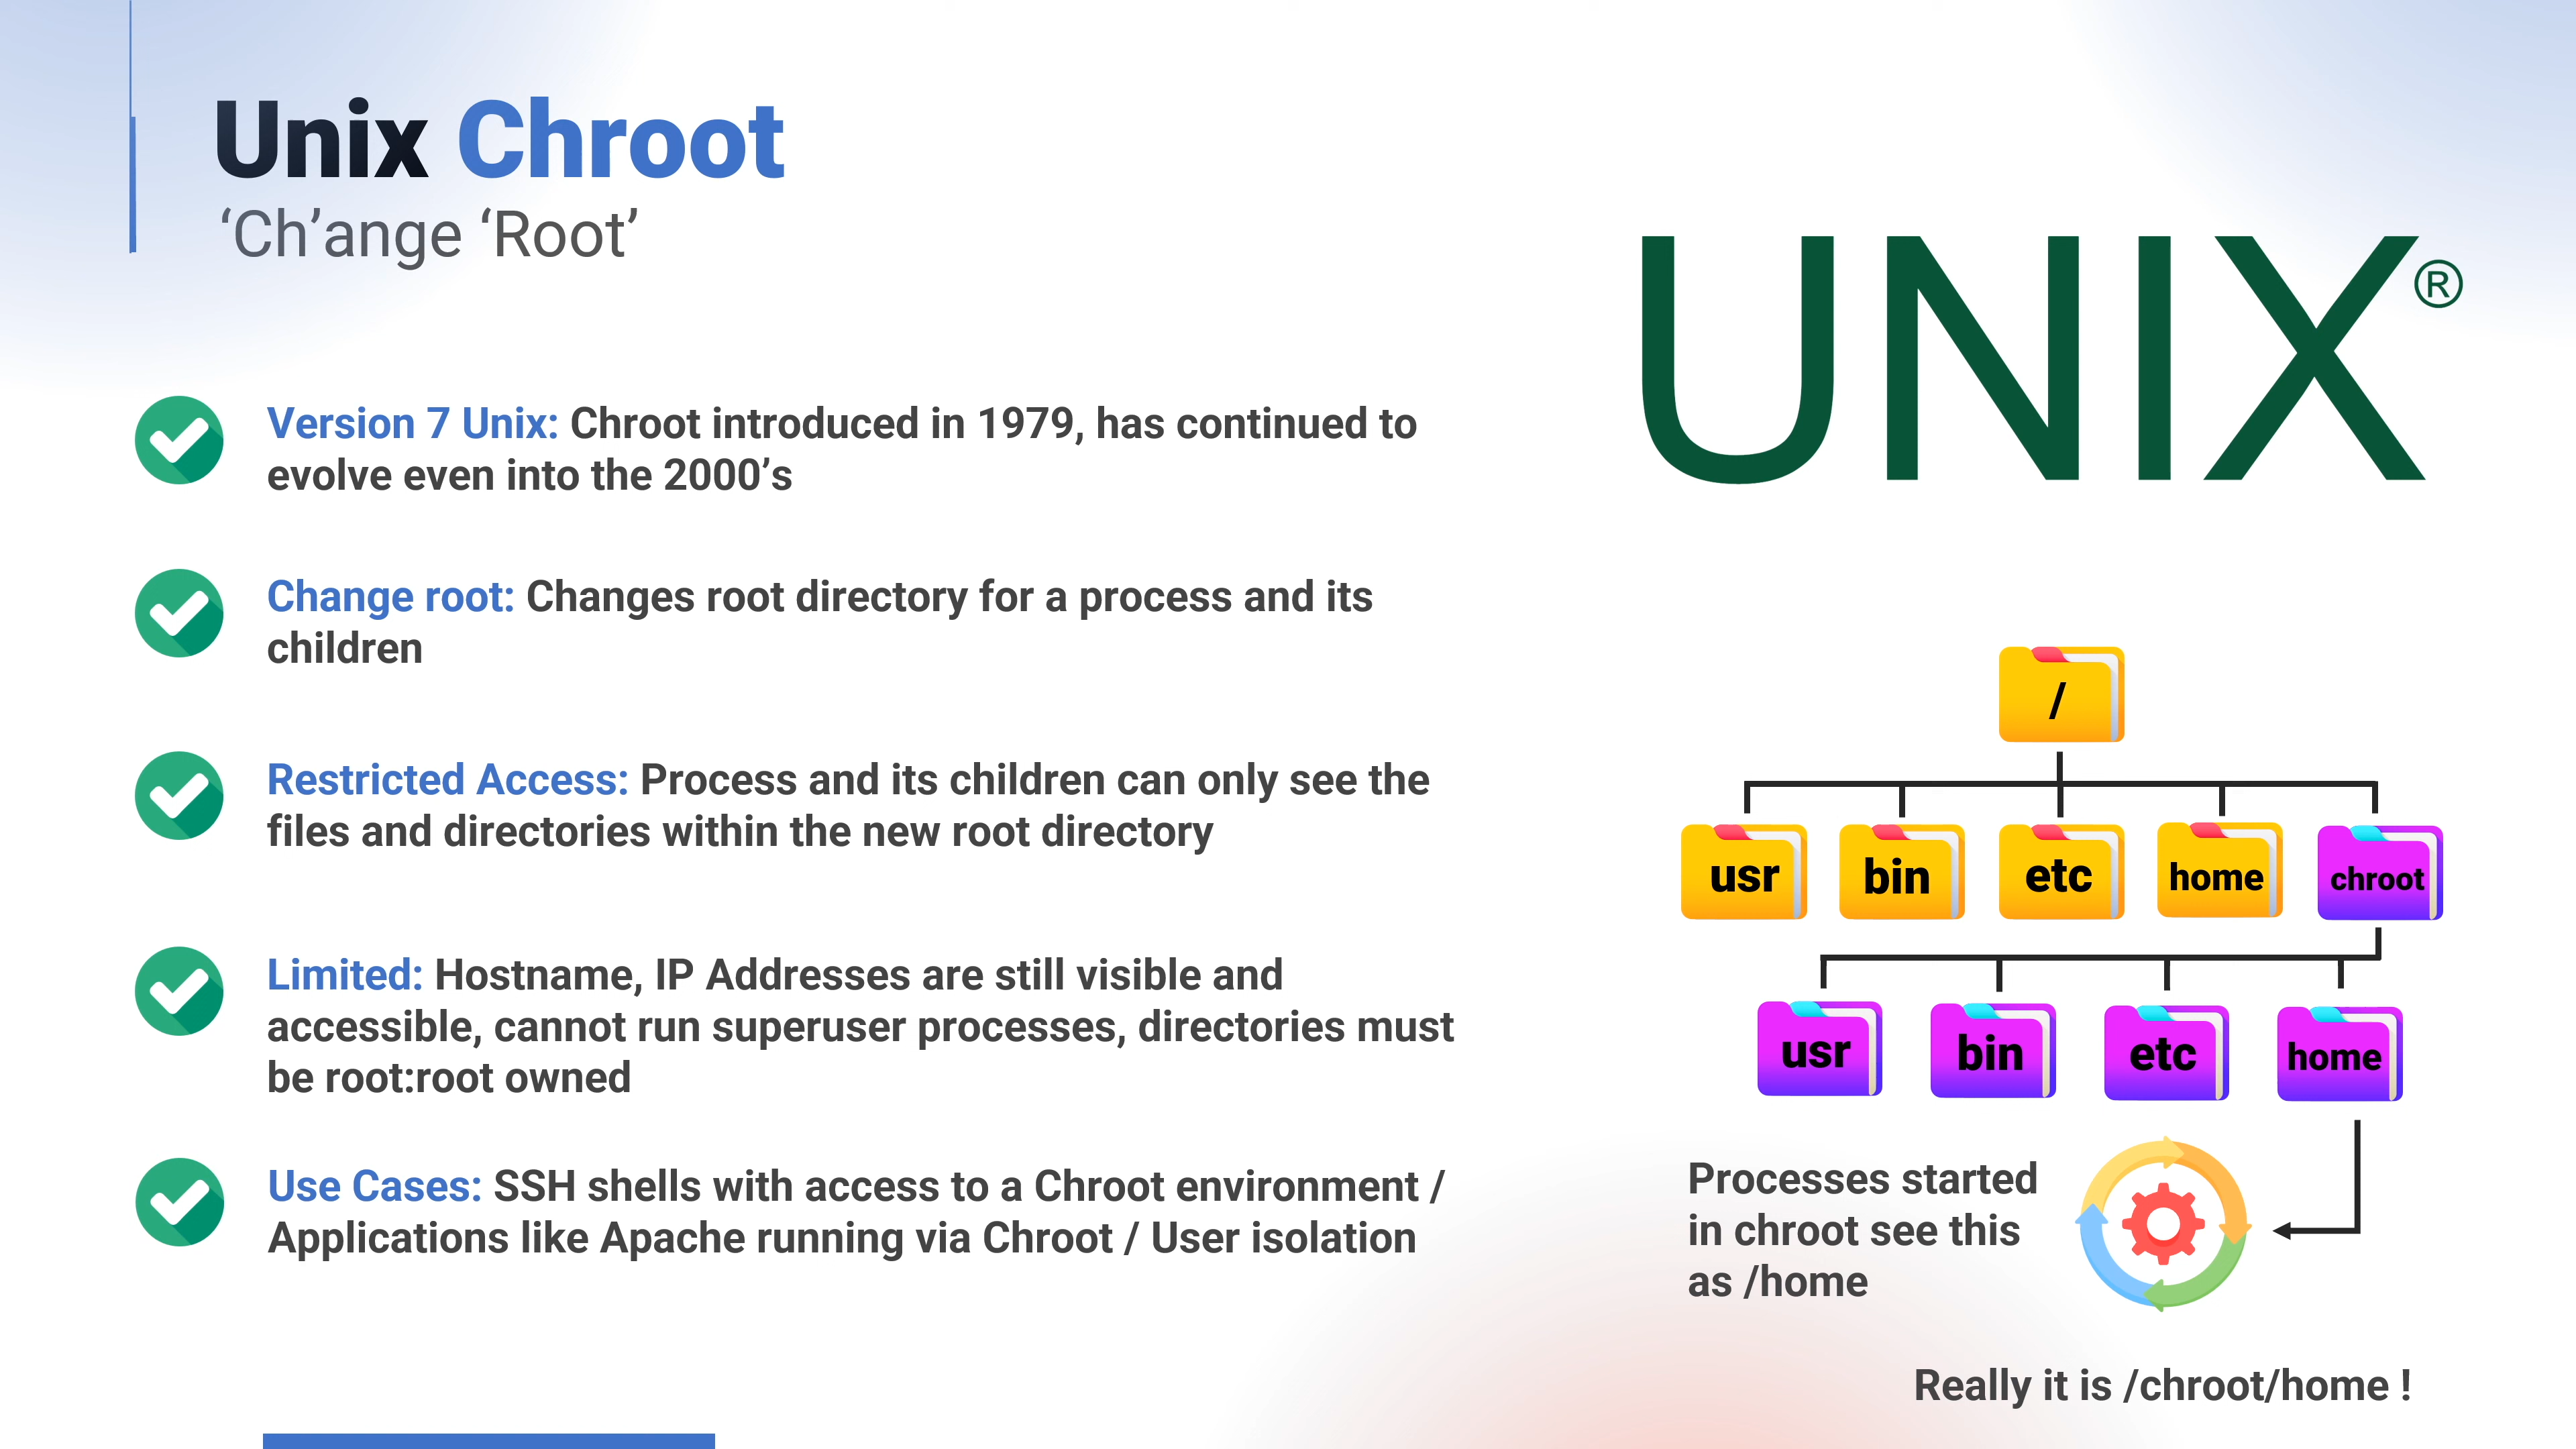 Unix Chroot
‘Ch’ange ‘Root’
UNIX®
Version 7 Unix: Chroot introduced in 1979, has continued to
evolve even into the 2000’s
Change root: Changes root directory for a process and its
children
Restricted Access: Process and its children can only see the
files and directories within the new root directory
Limited: Hostname, IP Addresses are still visible and
accessible, cannot run superuser processes, directories must
be root:root owned
Use Cases: SSH shells with access to a Chroot environment /
Applications like Apache running via Chroot / User isolation
/
usr bin etc home chroot
usr bin etc home
Processes started
in chroot see this
as /home
Really it is /chroot/home !